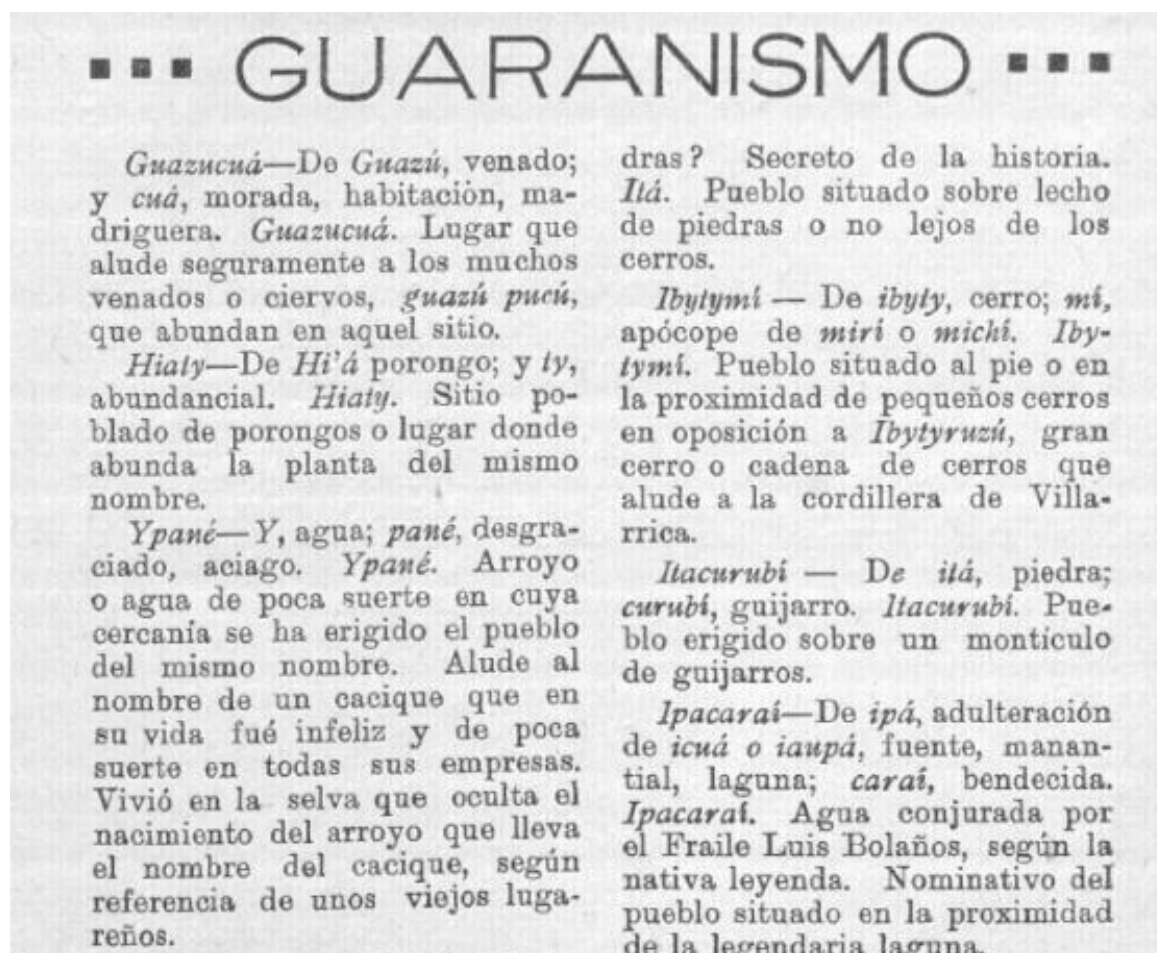 GUARANISMO
Guazucuá—De Guazú, venado;
y cuá, morada, habitación, ma-
driguera. Guazucuá. Lugar que
alude seguramente a los muchos
venados o ciervos, guazú pucú,
que abundan en aquel sitio.
Hiaty—De Hi'á porongo; y ty,
abundancial. Hiaty. Sitio po-
blado de porongos o lugar donde
abunda la planta del mismo
nombre.
Ypané—Y, agua; pané, desgra-
ciado, aciago. Ypané. Arroyo
o agua de poca suerte en cuya
cercanía se ha erigido el pueblo
del mismo nombre. Alude al
nombre de un cacique que en
su vida fué infeliz y de poca
suerte en todas sus empresas.
Vivió en la selva que oculta el
nacimiento del arroyo que lleva
el nombre del cacique, según
referencia de unos viejos luga-
reños.
dras? Secreto de la historia.
Itá. Pueblo situado sobre lecho
de piedras o no lejos de los
cerros.
Ibytymí — De ibyty, cerro; mí,
apócope de mirí o michí. Iby-
tymí. Pueblo situado al pie o en
la proximidad de pequeños cerros
en oposición a Ibytyruzú, gran
cerro o cadena de cerros que
alude a la cordillera de Villa-
rrica.
Itacurubí — De itá, piedra;
curubí, guijarro. Itacurubí. Pue-
blo erigido sobre un montículo
de guijarros.
Ipacaraí—De ipá, adulteración
de icuá o iaupá, fuente, manan-
tial, laguna; caraí, bendecida.
Ipacaraí. Agua conjurada por
el Fraile Luis Bolaños, según la
nativa leyenda. Nominativo del
pueblo situado en la proximidad
de la legendaria laguna.